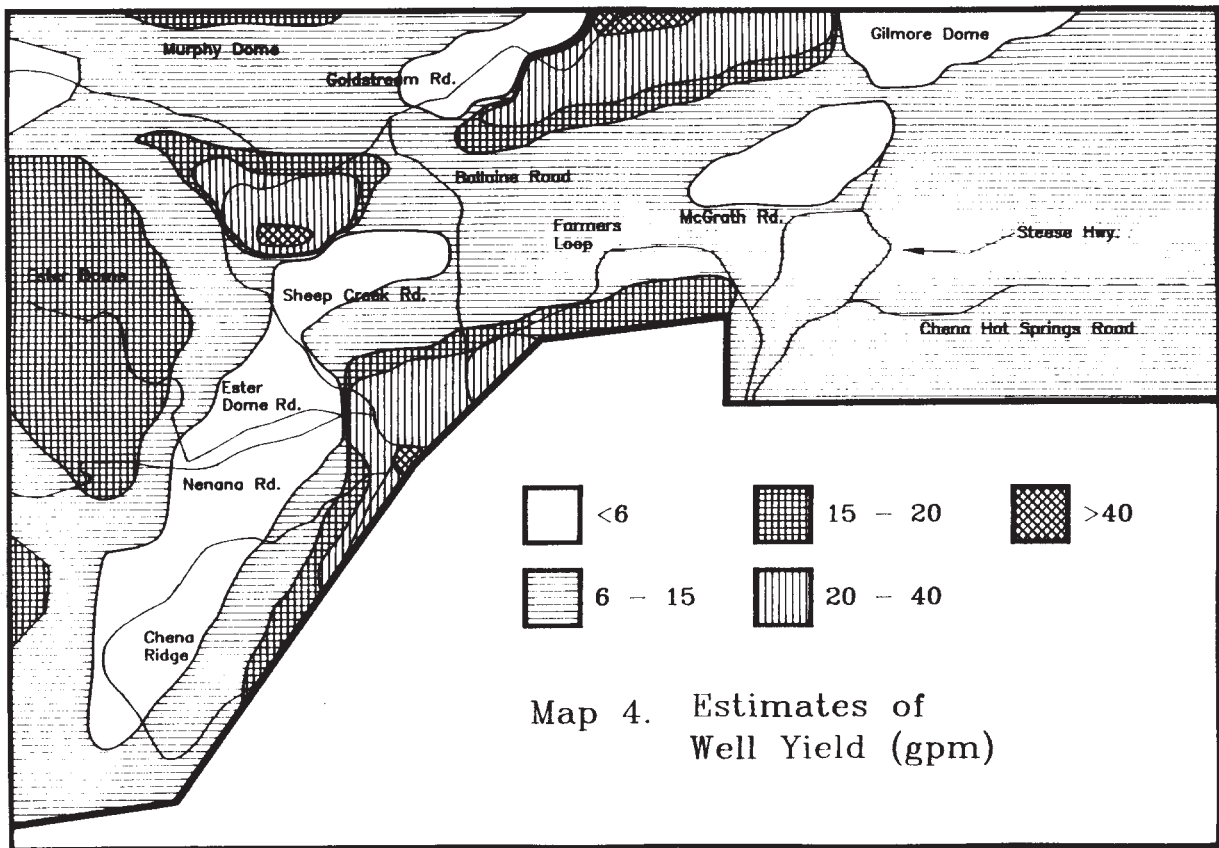 Murphy Dome
Gilmore Dome
Goldstream Rd.
Ballaine Road
McGrath Rd.
Farmers
Loop
Steese Hwy.
Ester Dome
Sheep Creek Rd.
Chena Hot Springs Road
Ester
Dome Rd.
Nenana Rd.
<6
15 - 20
>40
6 - 15
20 - 40
Chena
Ridge
Map 4. Estimates of
Well Yield (gpm)